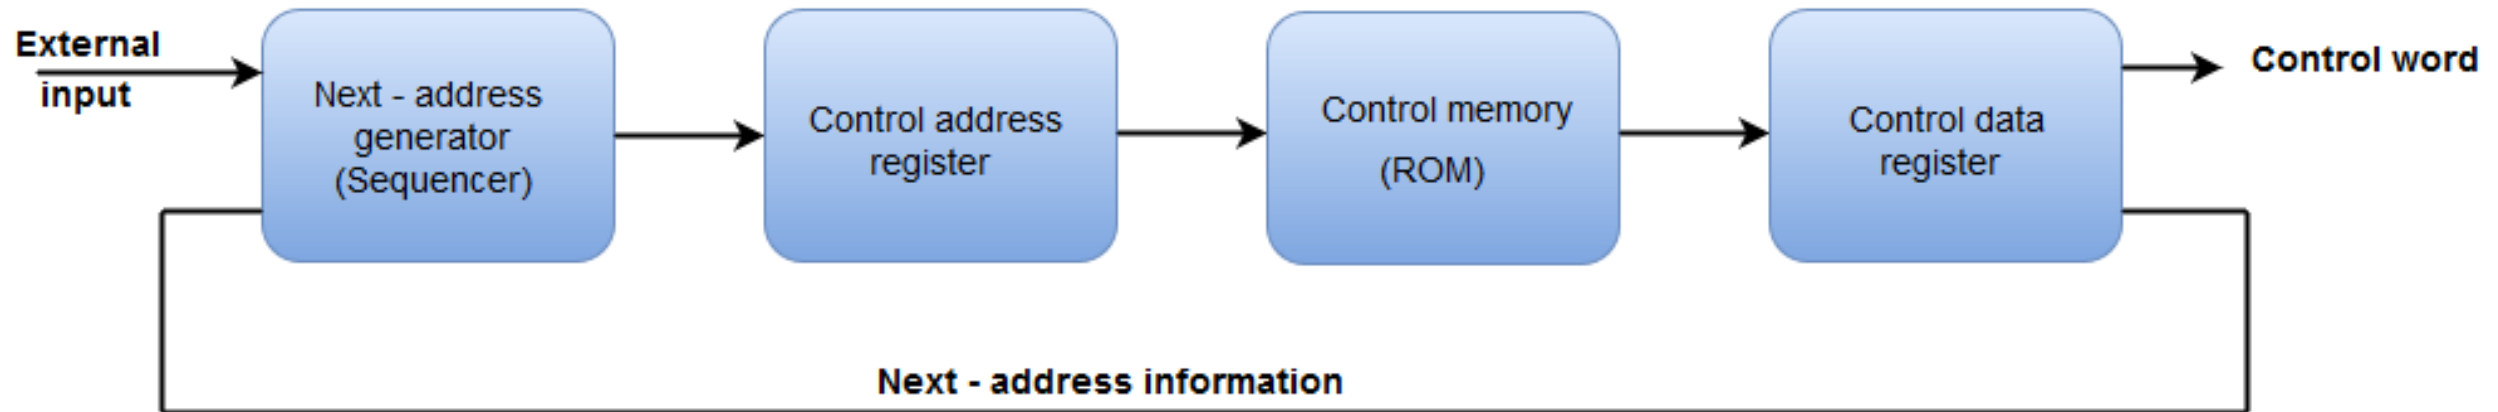 External
input
Next - address
generator
(Sequencer)
Control address
register
Control memory
(ROM)
Control data
register
Control word
Next - address information